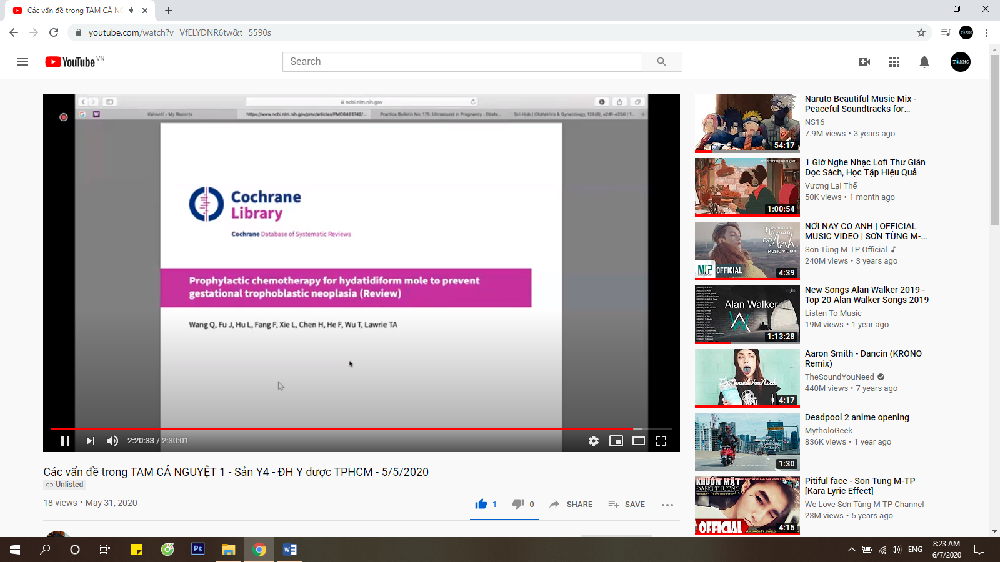 Các vấn đề trong TAM CÁ N
youtube.com/watch?v=VfELYDNR6tw&t=5590s
TIAMO
YouTube VN
Search
TIAMO
ncbi.nlm.nih.gov
Kahoot! - My Reports
https://www.ncbi.nlm.nih.gov/pmc/articles/PMC6483742/...
Practice Bulletin No. 175: Ultrasound in Pregnancy : Obste...
Sci-Hub | Obstetrics & Gynecology, 128(6), e241–e256 | 1...
Cochrane
Library
Cochrane Database of Systematic Reviews
Prophylactic chemotherapy for hydatidiform mole to prevent
gestational trophoblastic neoplasia (Review)
Wang Q, Fu J, Hu L, Fang F, Xie L, Chen H, He F, Wu T, Lawrie TA
2:20:33 / 2:30:01
Các vấn đề trong TAM CÁ NGUYỆT 1 - Sản Y4 - ĐH Y dược TPHCM - 5/5/2020
Unlisted
18 views • May 31, 2020
1
0
SHARE
SAVE
54:17
Naruto Beautiful Music Mix -
Peaceful Soundtracks for...
NS16
7.9M views • 3 years ago
1:00:54
1 Giờ Nghe Nhạc Lofi Thư Giãn
Đọc Sách, Học Tập Hiệu Quả
Vương Lại Thế
50K views • 1 month ago
SƠN TÙNG M-TP
Nơi này
có Anh
MUSIC VIDEO
OFFICIAL
4:39
NƠI NÀY CÓ ANH | OFFICIAL
MUSIC VIDEO | SƠN TÙNG M-...
Sơn Tùng M-TP Official
240M views • 3 years ago
Alan Walker
1:13:28
New Songs Alan Walker 2019 -
Top 20 Alan Walker Songs 2019
Listen To Music
19M views • 1 year ago
TheSoundYouNeed
4:17
Aaron Smith - Dancin (KRONO
Remix)
TheSoundYouNeed
440M views • 7 years ago
1:30
Deadpool 2 anime opening
MytholoGeek
836K views • 1 year ago
KHUÔN MẶT
ĐÁNG THƯƠNG
OFFICIAL
4:15
Pitiful face - Son Tung M-TP
[Kara Lyric Effect]
We Love Sơn Tùng M-TP Channel
23M views • 5 years ago
Ps
W
ENG
8:23 AM
6/7/2020